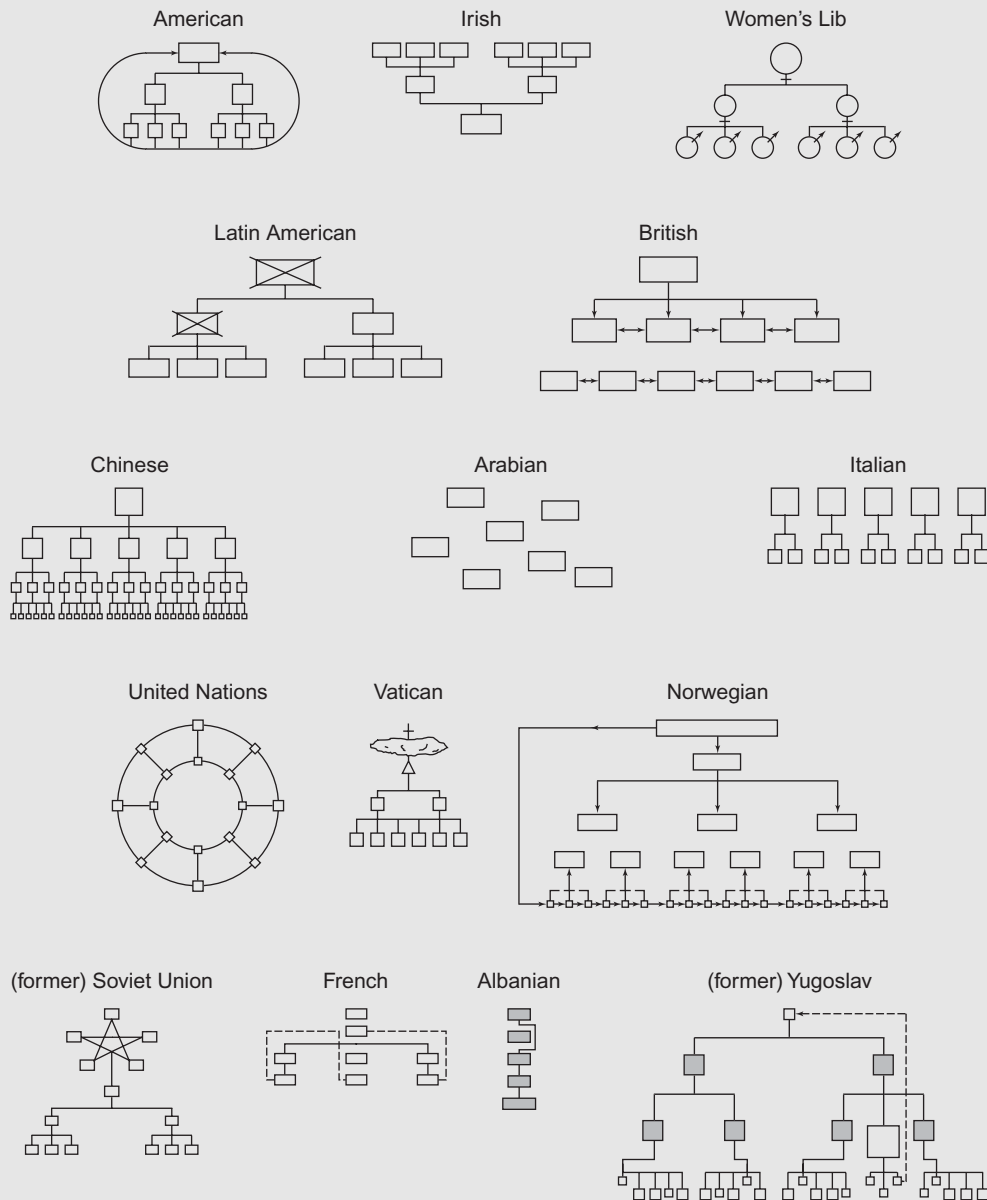 American
Irish
Women's Lib
Latin American
British
Chinese
Arabian
Italian
United Nations
Vatican
Norwegian
(former) Soviet Union
French
Albanian
(former) Yugoslav